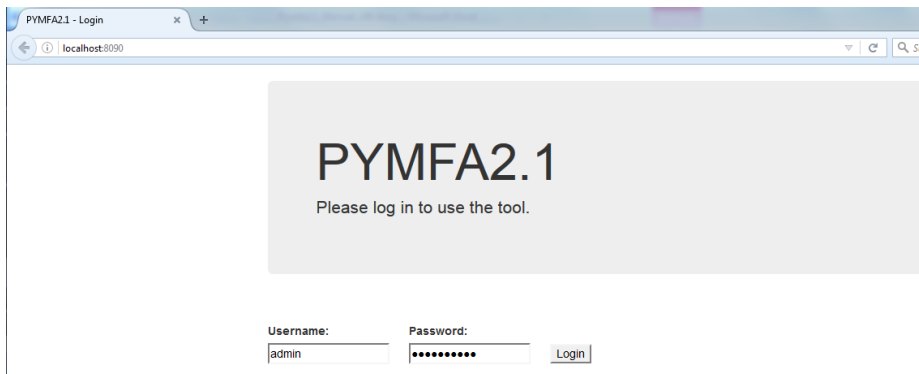 PYMFA2.1 - Login
localhost:8090
PYMFA2.1
Please log in to use the tool.
Username: Password:
admin •••••••••• Login